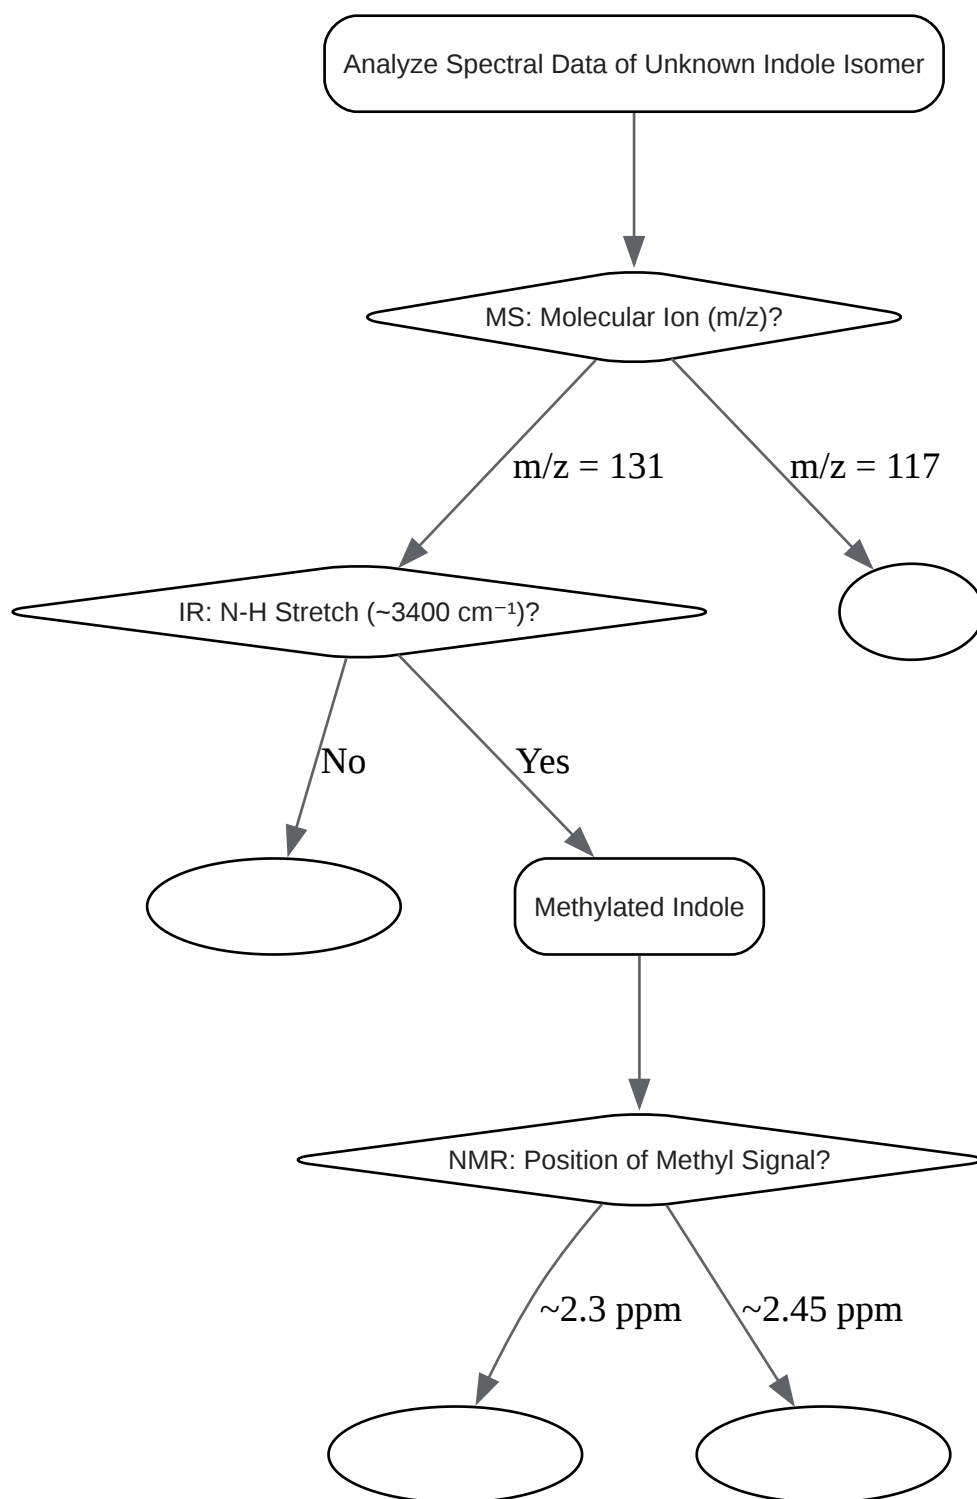 Analyze Spectral Data of Unknown Indole Isomer
MS: Molecular Ion (m/z)?
m/z = 131
m/z = 117
IR: N-H Stretch (~3400 cm⁻¹)?
No
Yes
Methylated Indole
NMR: Position of Methyl Signal?
~2.3 ppm
~2.45 ppm